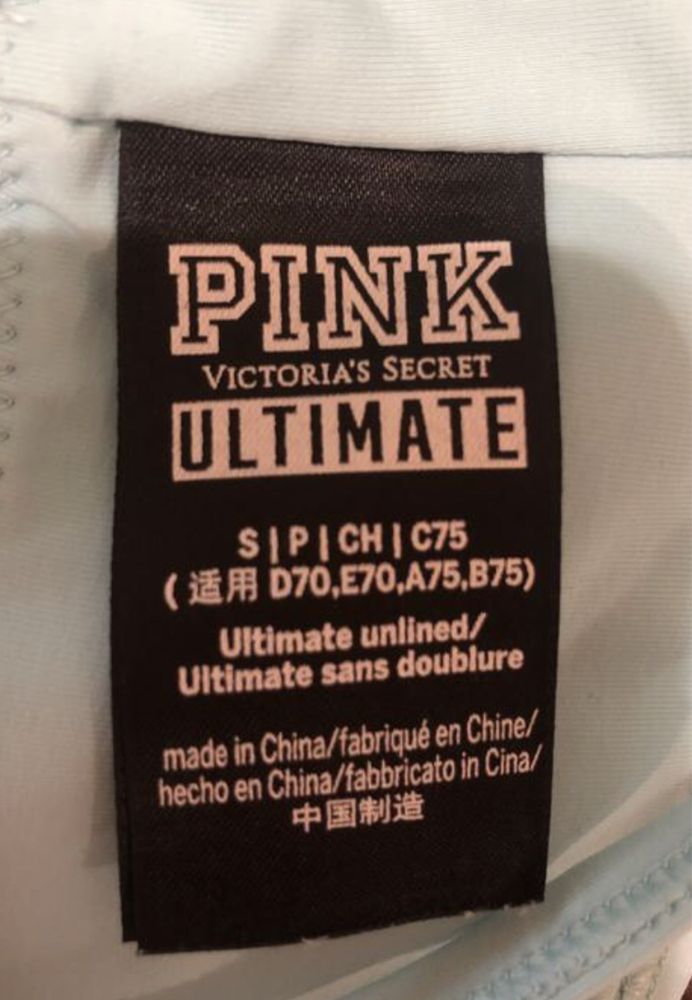 PINK
VICTORIA'S SECRET
ULTIMATE
S | P | CH | C75
( 适用 D70,E70,A75,B75)
Ultimate unlined/
Ultimate sans doublure
made in China/fabriqué en Chine/
hecho en China/fabbricato in Cina/
中国制造